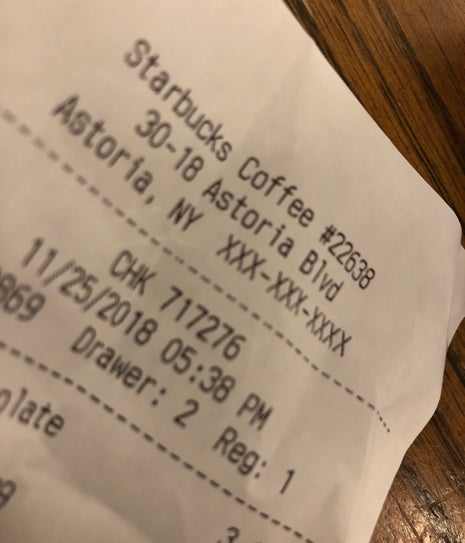 Starbucks Coffee #22638
30-18 Astoria Blvd
Astoria, NY XXX-XXX-XXXX
CHK 717276
11/25/2018 05:38 PM
869 Drawer: 2 Reg: 1
olate